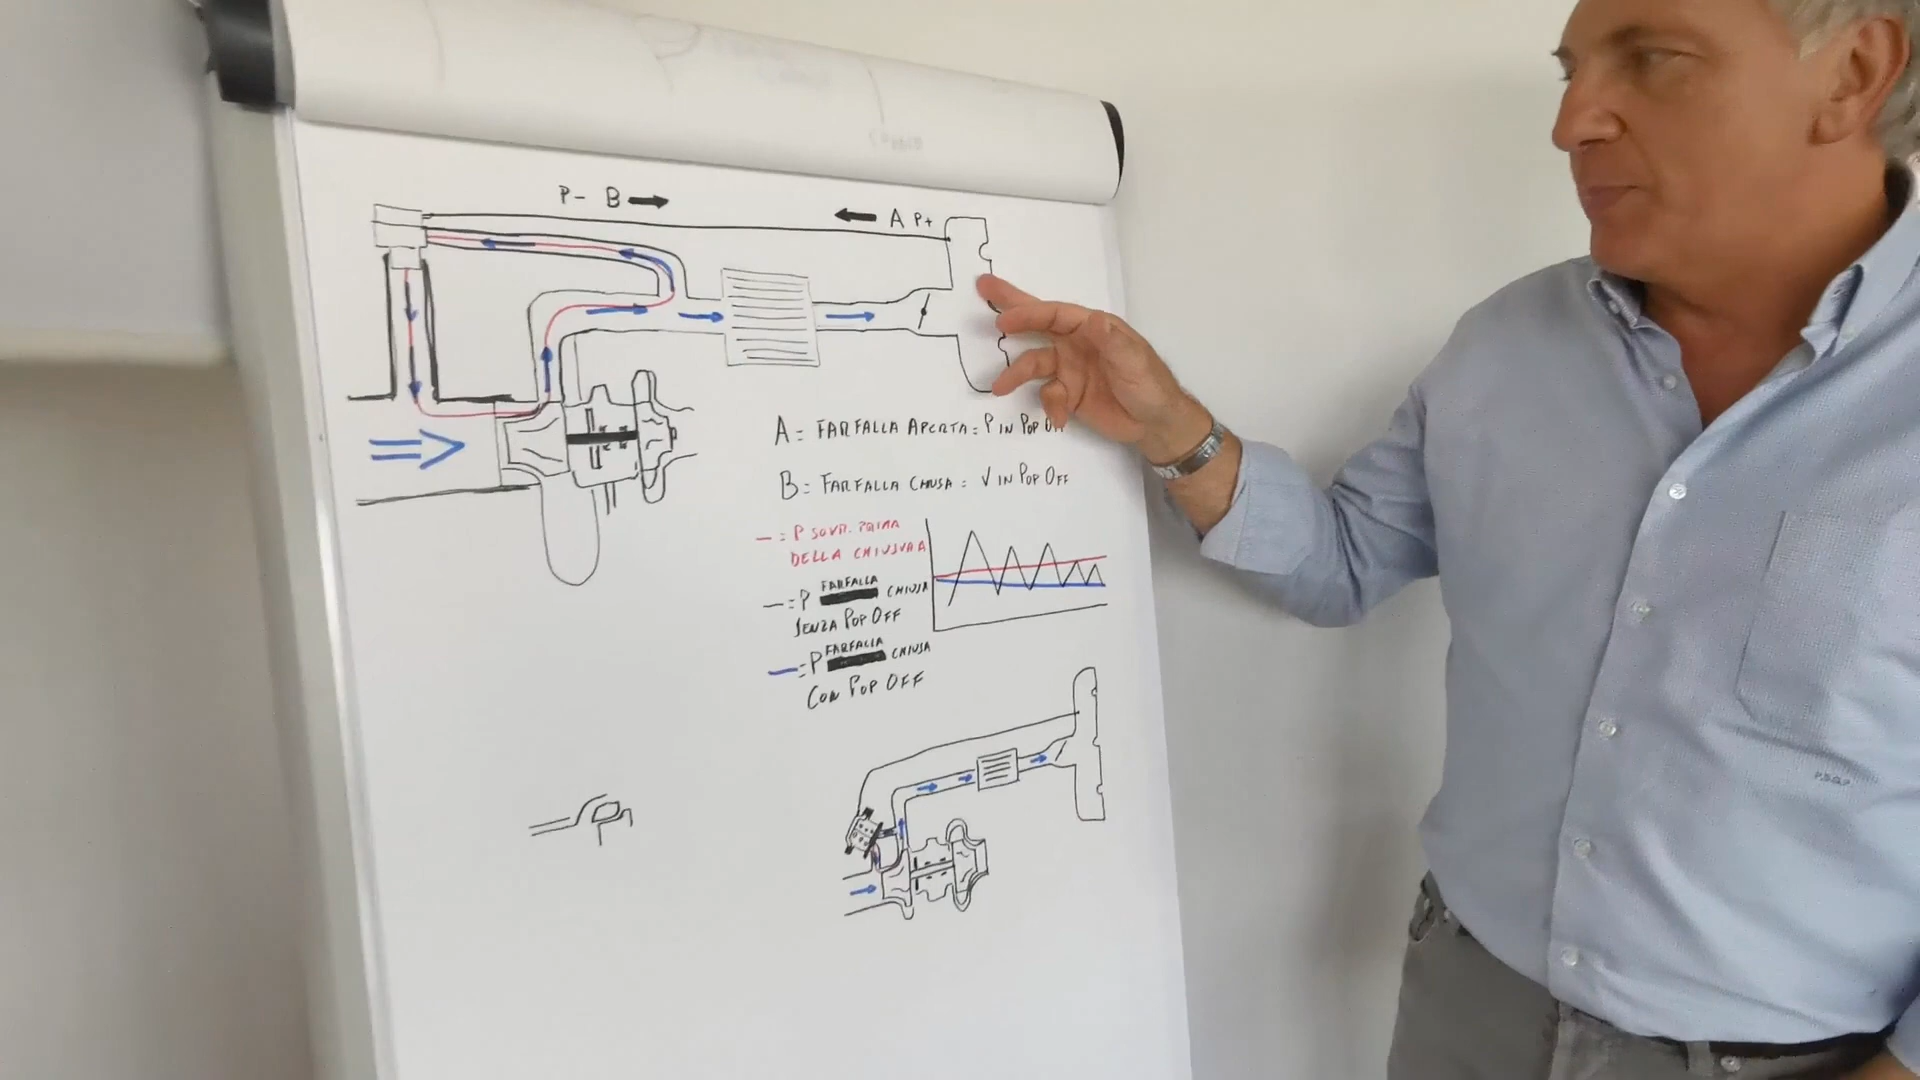 P- B
A P+
A = FARFALLA APERTA = P IN POP OFF
B = FARFALLA CHIUSA = V IN POP OFF
— = P SOVR. PRIMA
DELLA CHIUSURA
— = P FARFALLA CHIUSA
SENZA POP OFF
— = P FARFALLA CHIUSA
CON POP OFF